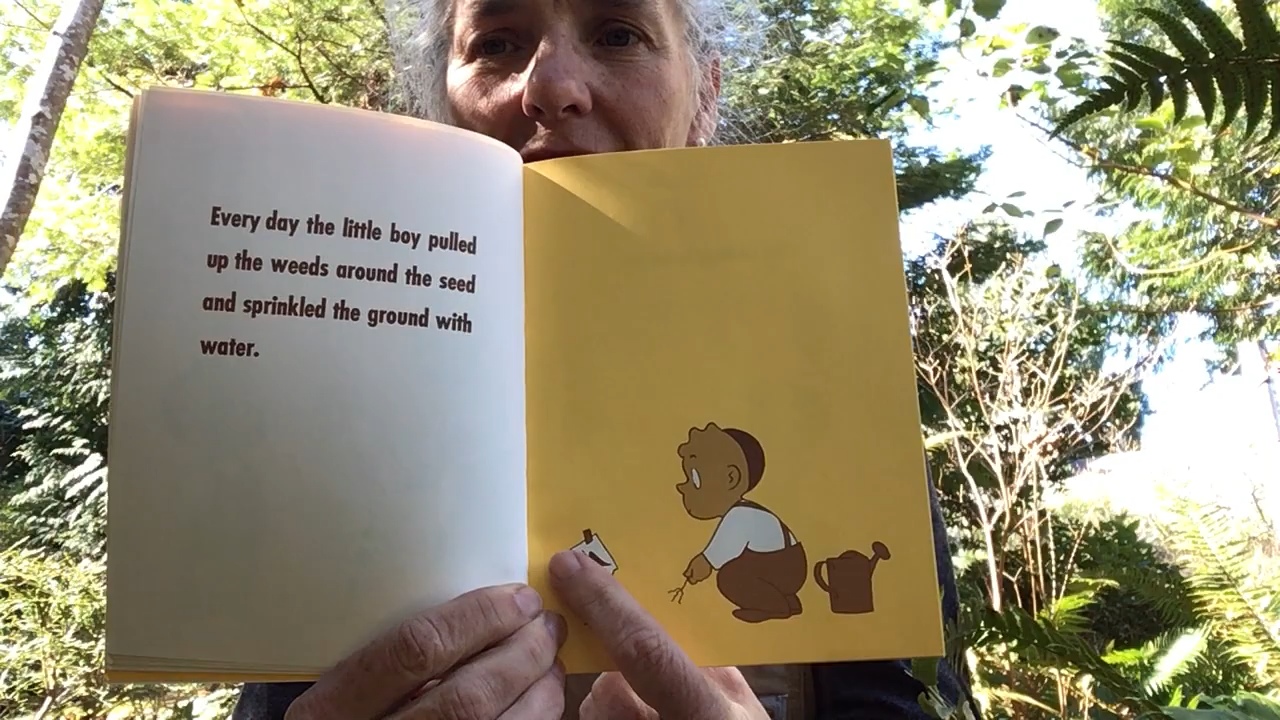 Every day the little boy pulled
up the weeds around the seed
and sprinkled the ground with
water.